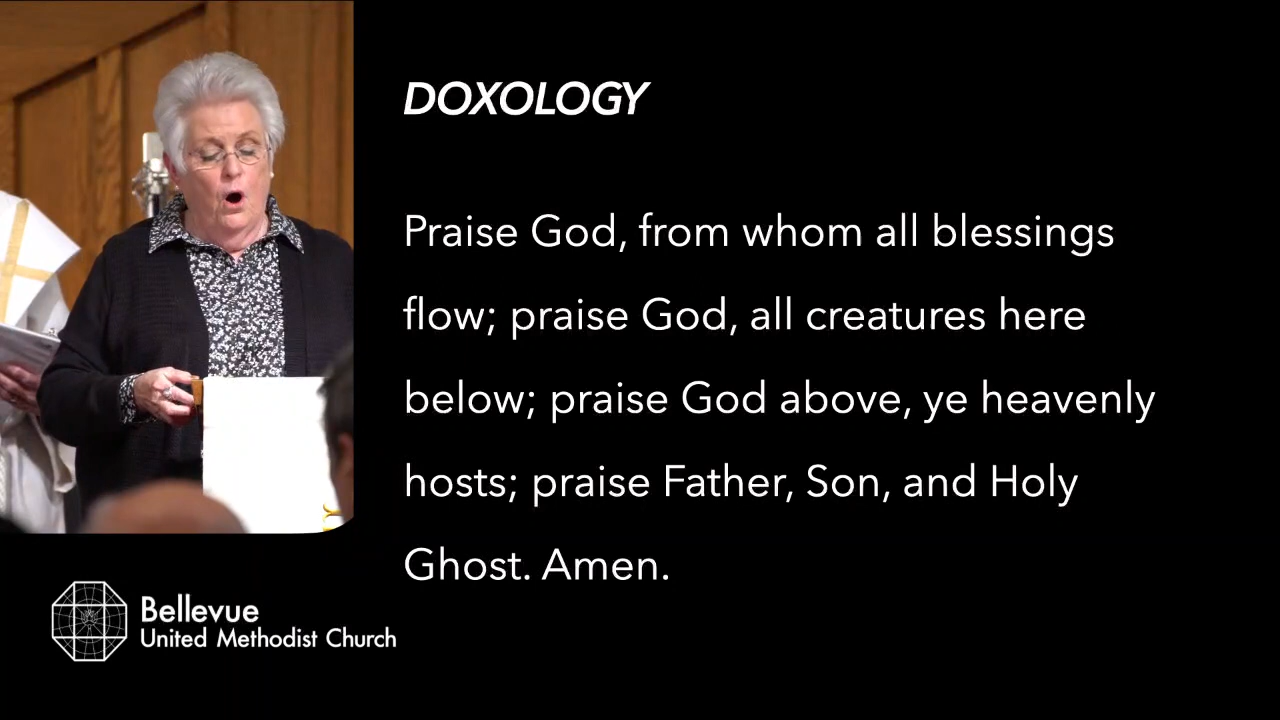 DOXOLOGY
Praise God, from whom all blessings
flow; praise God, all creatures here
below; praise God above, ye heavenly
hosts; praise Father, Son, and Holy
Ghost. Amen.
Bellevue
United Methodist Church